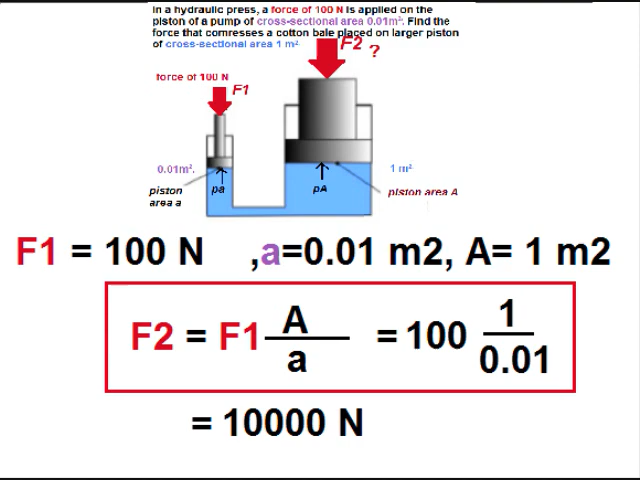 In a hydraulic press, a force of 100 N is applied on the
piston of a pump of cross-sectional area 0.01m². Find the
force that comresses a cotton bale placed on larger piston
of cross-sectional area 1 m²
F2 ?
force of 100 N
F1
0.01m².
1 m²
piston
area a
pa
pA
piston area A
F1 = 100 N ,a=0.01 m2, A= 1 m2
F2 = F1 A / a = 100 1 / 0.01
= 10000 N